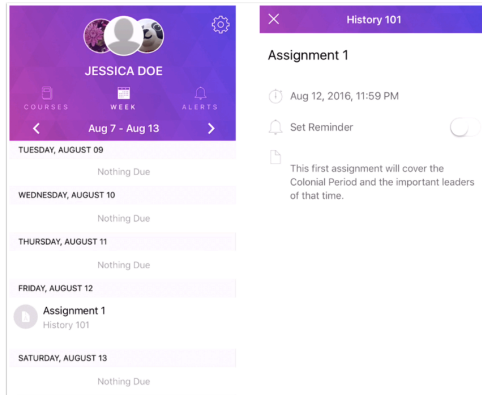 JESSICA DOE
COURSES
WEEK
ALERTS
Aug 7 - Aug 13
TUESDAY, AUGUST 09
Nothing Due
WEDNESDAY, AUGUST 10
Nothing Due
THURSDAY, AUGUST 11
Nothing Due
FRIDAY, AUGUST 12
Assignment 1
History 101
SATURDAY, AUGUST 13
Nothing Due
History 101
Assignment 1
Aug 12, 2016, 11:59 PM
Set Reminder
This first assignment will cover the
Colonial Period and the important leaders
of that time.